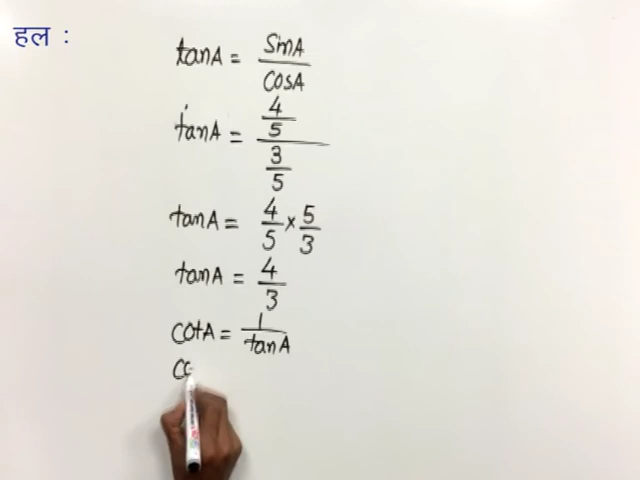 हल :
tanA = SinA / COSA
tanA = 4/5 / 3/5
tanA = 4/5 × 5/3
tanA = 4/3
COtA = 1 / tanA
CO